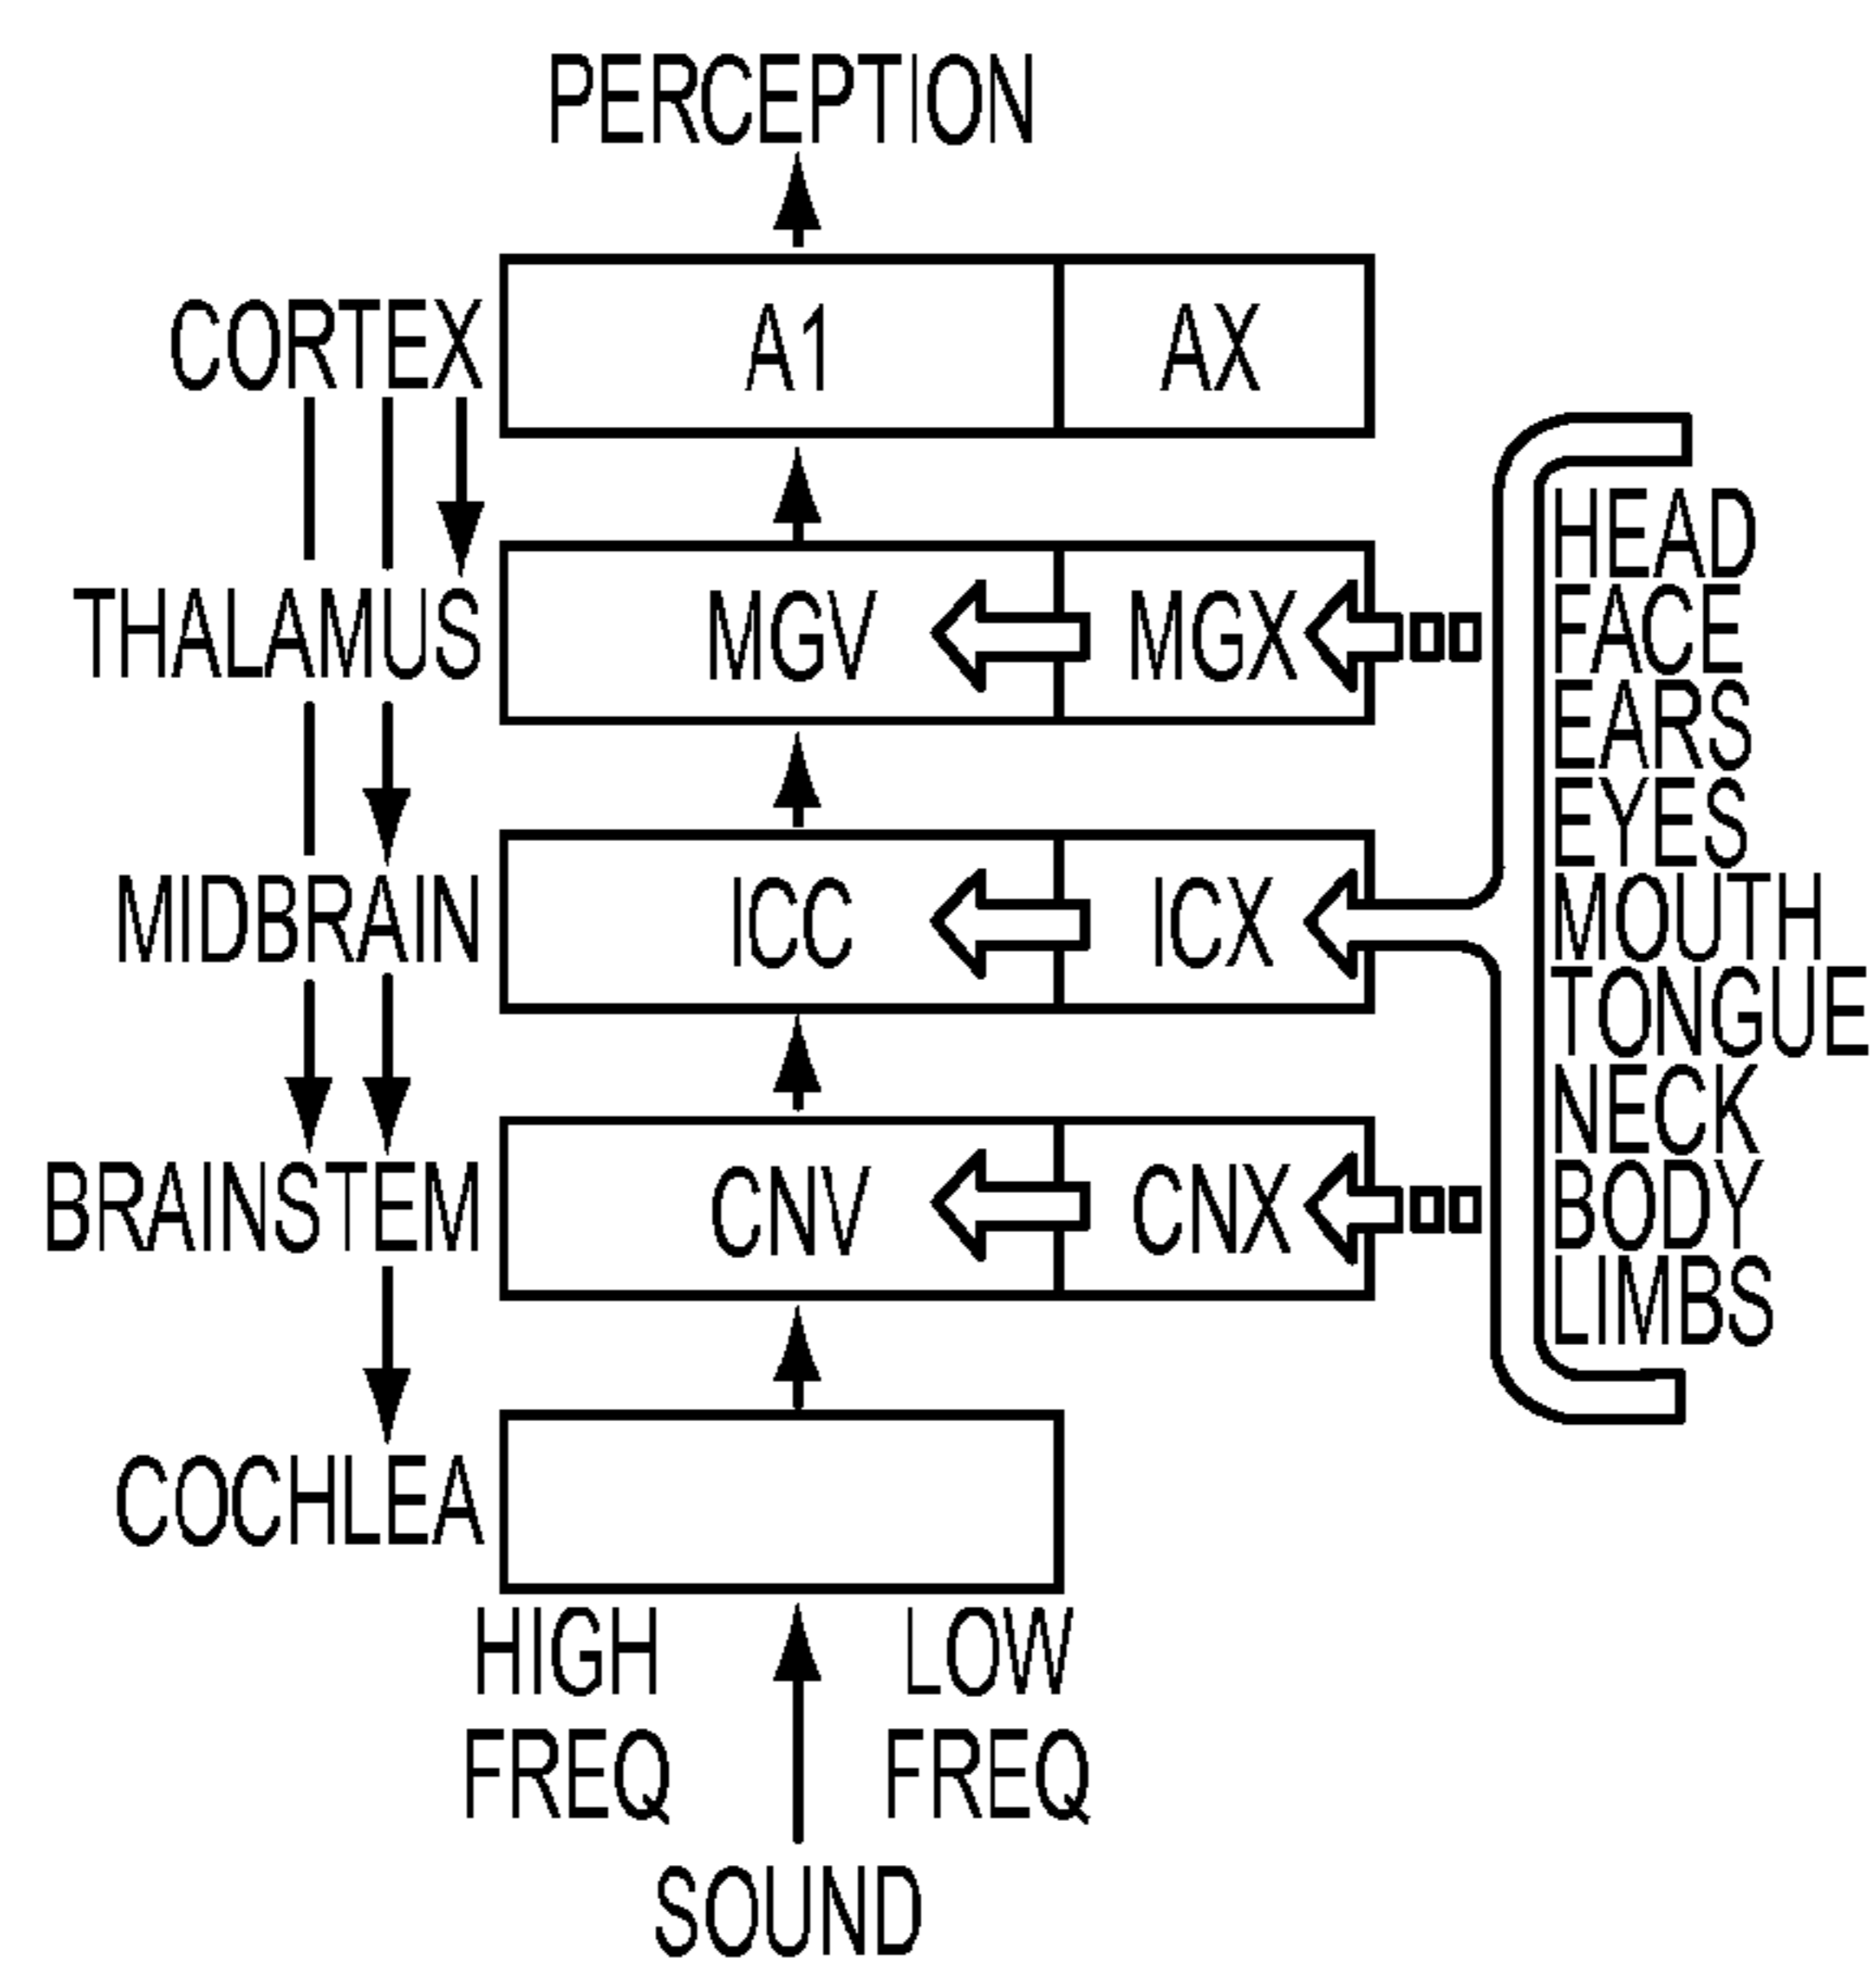 PERCEPTION
CORTEX A1 AX
THALAMUS MGV MGX
MIDBRAIN ICC ICX
BRAINSTEM CNV CNX
COCHLEA
HEAD
FACE
EARS
EYES
MOUTH
TONGUE
NECK
BODY
LIMBS
HIGH LOW
FREQ FREQ
SOUND